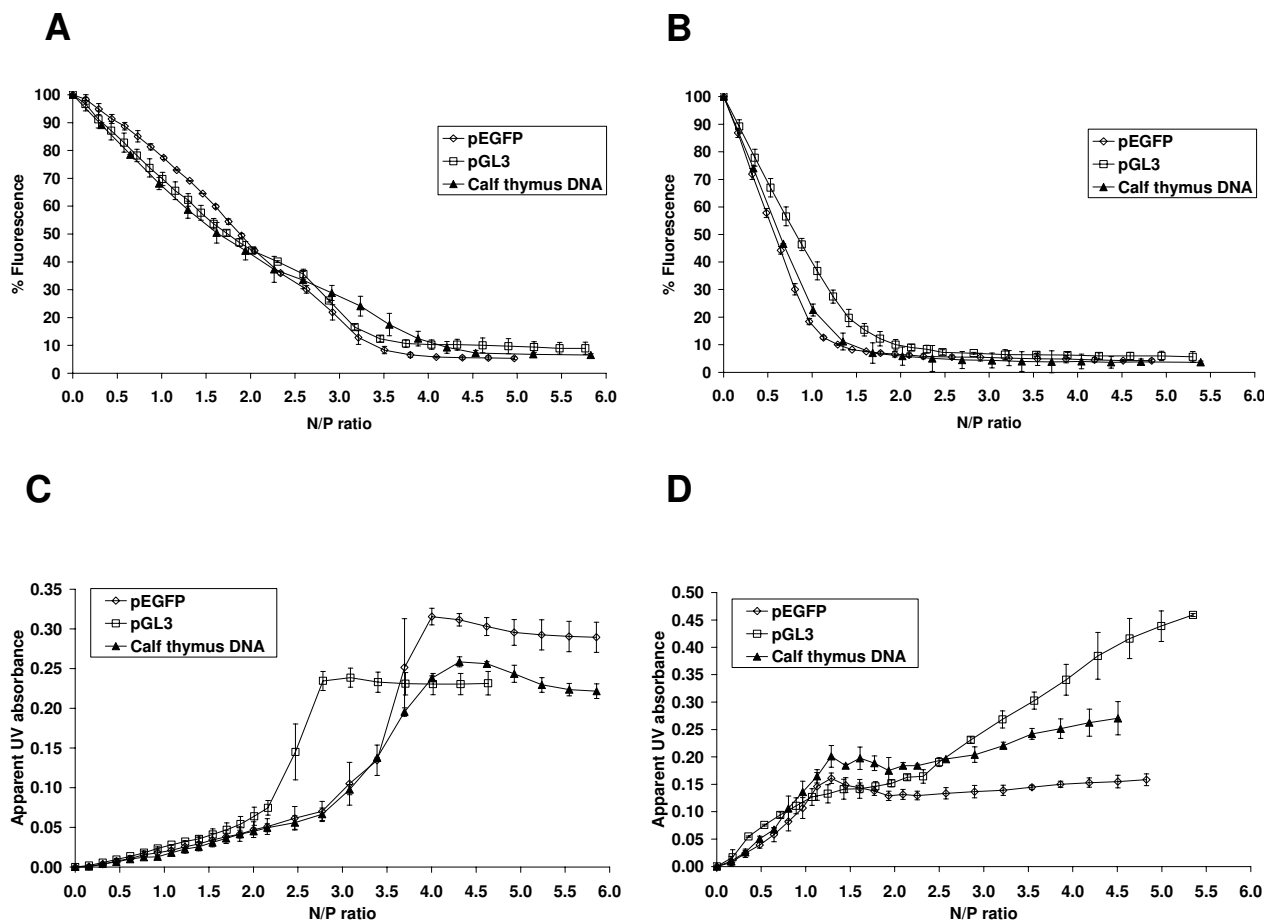 A
100
90
80
70
60
50
40
30
20
10
0
% Fluorescence
pEGFP
pGL3
Calf thymus DNA
0.0 0.5 1.0 1.5 2.0 2.5 3.0 3.5 4.0 4.5 5.0 5.5 6.0
N/P ratio
B
100
90
80
70
60
50
40
30
20
10
0
% Fluorescence
pEGFP
pGL3
Calf thymus DNA
0.0 0.5 1.0 1.5 2.0 2.5 3.0 3.5 4.0 4.5 5.0 5.5 6.0
N/P ratio
C
0.35
0.30
0.25
0.20
0.15
0.10
0.05
0.00
Apparent UV absorbance
pEGFP
pGL3
Calf thymus DNA
0.0 0.5 1.0 1.5 2.0 2.5 3.0 3.5 4.0 4.5 5.0 5.5 6.0
N/P ratio
D
0.50
0.45
0.40
0.35
0.30
0.25
0.20
0.15
0.10
0.05
0.00
Apparent UV absorbance
pEGFP
pGL3
Calf thymus DNA
0.0 0.5 1.0 1.5 2.0 2.5 3.0 3.5 4.0 4.5 5.0 5.5 6.0
N/P ratio